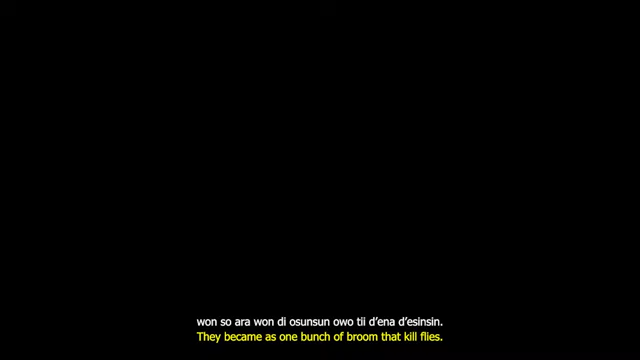 won so ara won di osunsun owo tii d'ena d'esinsin.
They became as one bunch of broom that kill flies.